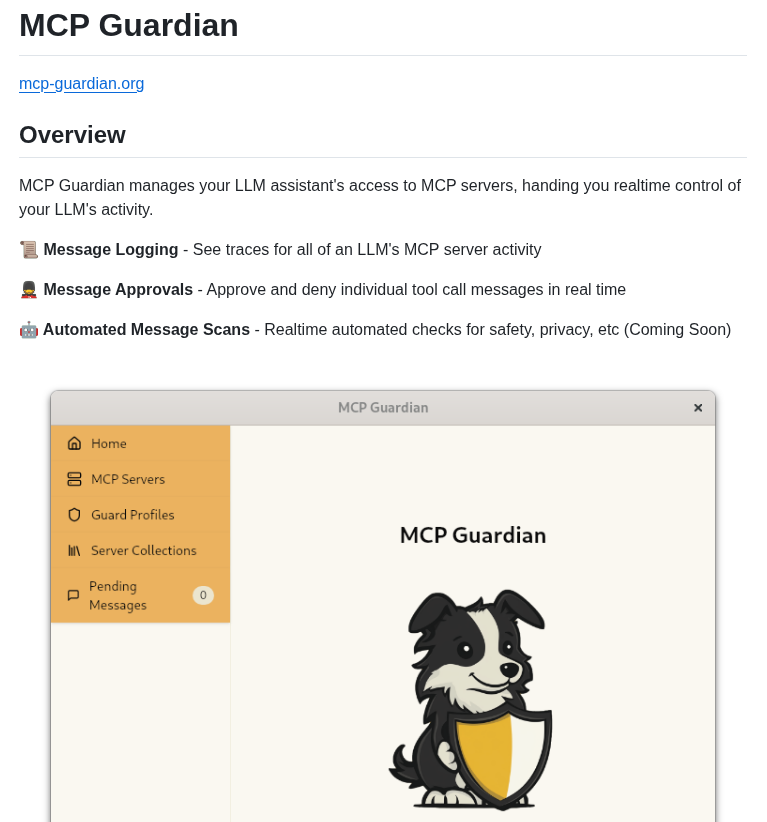 MCP Guardian
mcp-guardian.org
Overview
MCP Guardian manages your LLM assistant's access to MCP servers, handing you realtime control of
your LLM's activity.
📜 Message Logging - See traces for all of an LLM's MCP server activity
💂 Message Approvals - Approve and deny individual tool call messages in real time
🤖 Automated Message Scans - Realtime automated checks for safety, privacy, etc (Coming Soon)
MCP Guardian
Home
MCP Servers
Guard Profiles
Server Collections
Pending
Messages
0
MCP Guardian